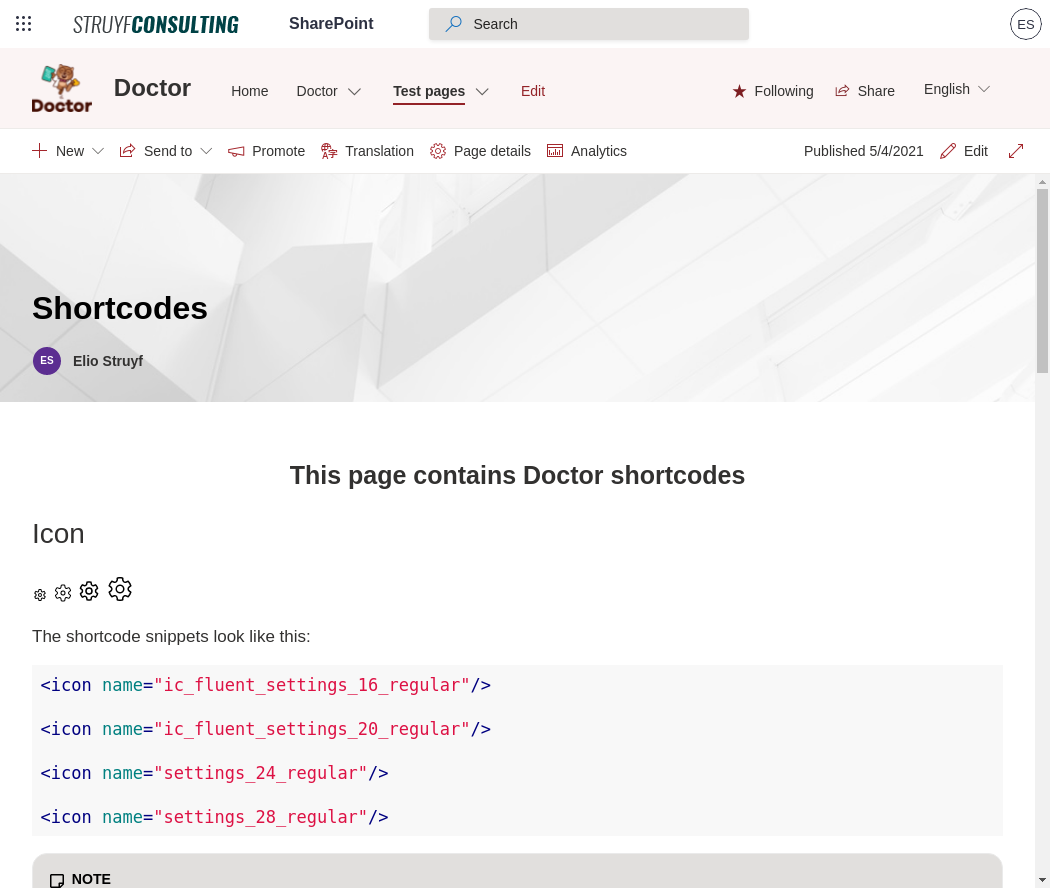 STRUYFCONSULTING SharePoint Search ES
Doctor Doctor Home Doctor Test pages Edit Following Share English
New Send to Promote Translation Page details Analytics Published 5/4/2021 Edit
Shortcodes
ES Elio Struyf
This page contains Doctor shortcodes
Icon
The shortcode snippets look like this:
<icon name="ic_fluent_settings_16_regular"/>
<icon name="ic_fluent_settings_20_regular"/>
<icon name="settings_24_regular"/>
<icon name="settings_28_regular"/>
NOTE